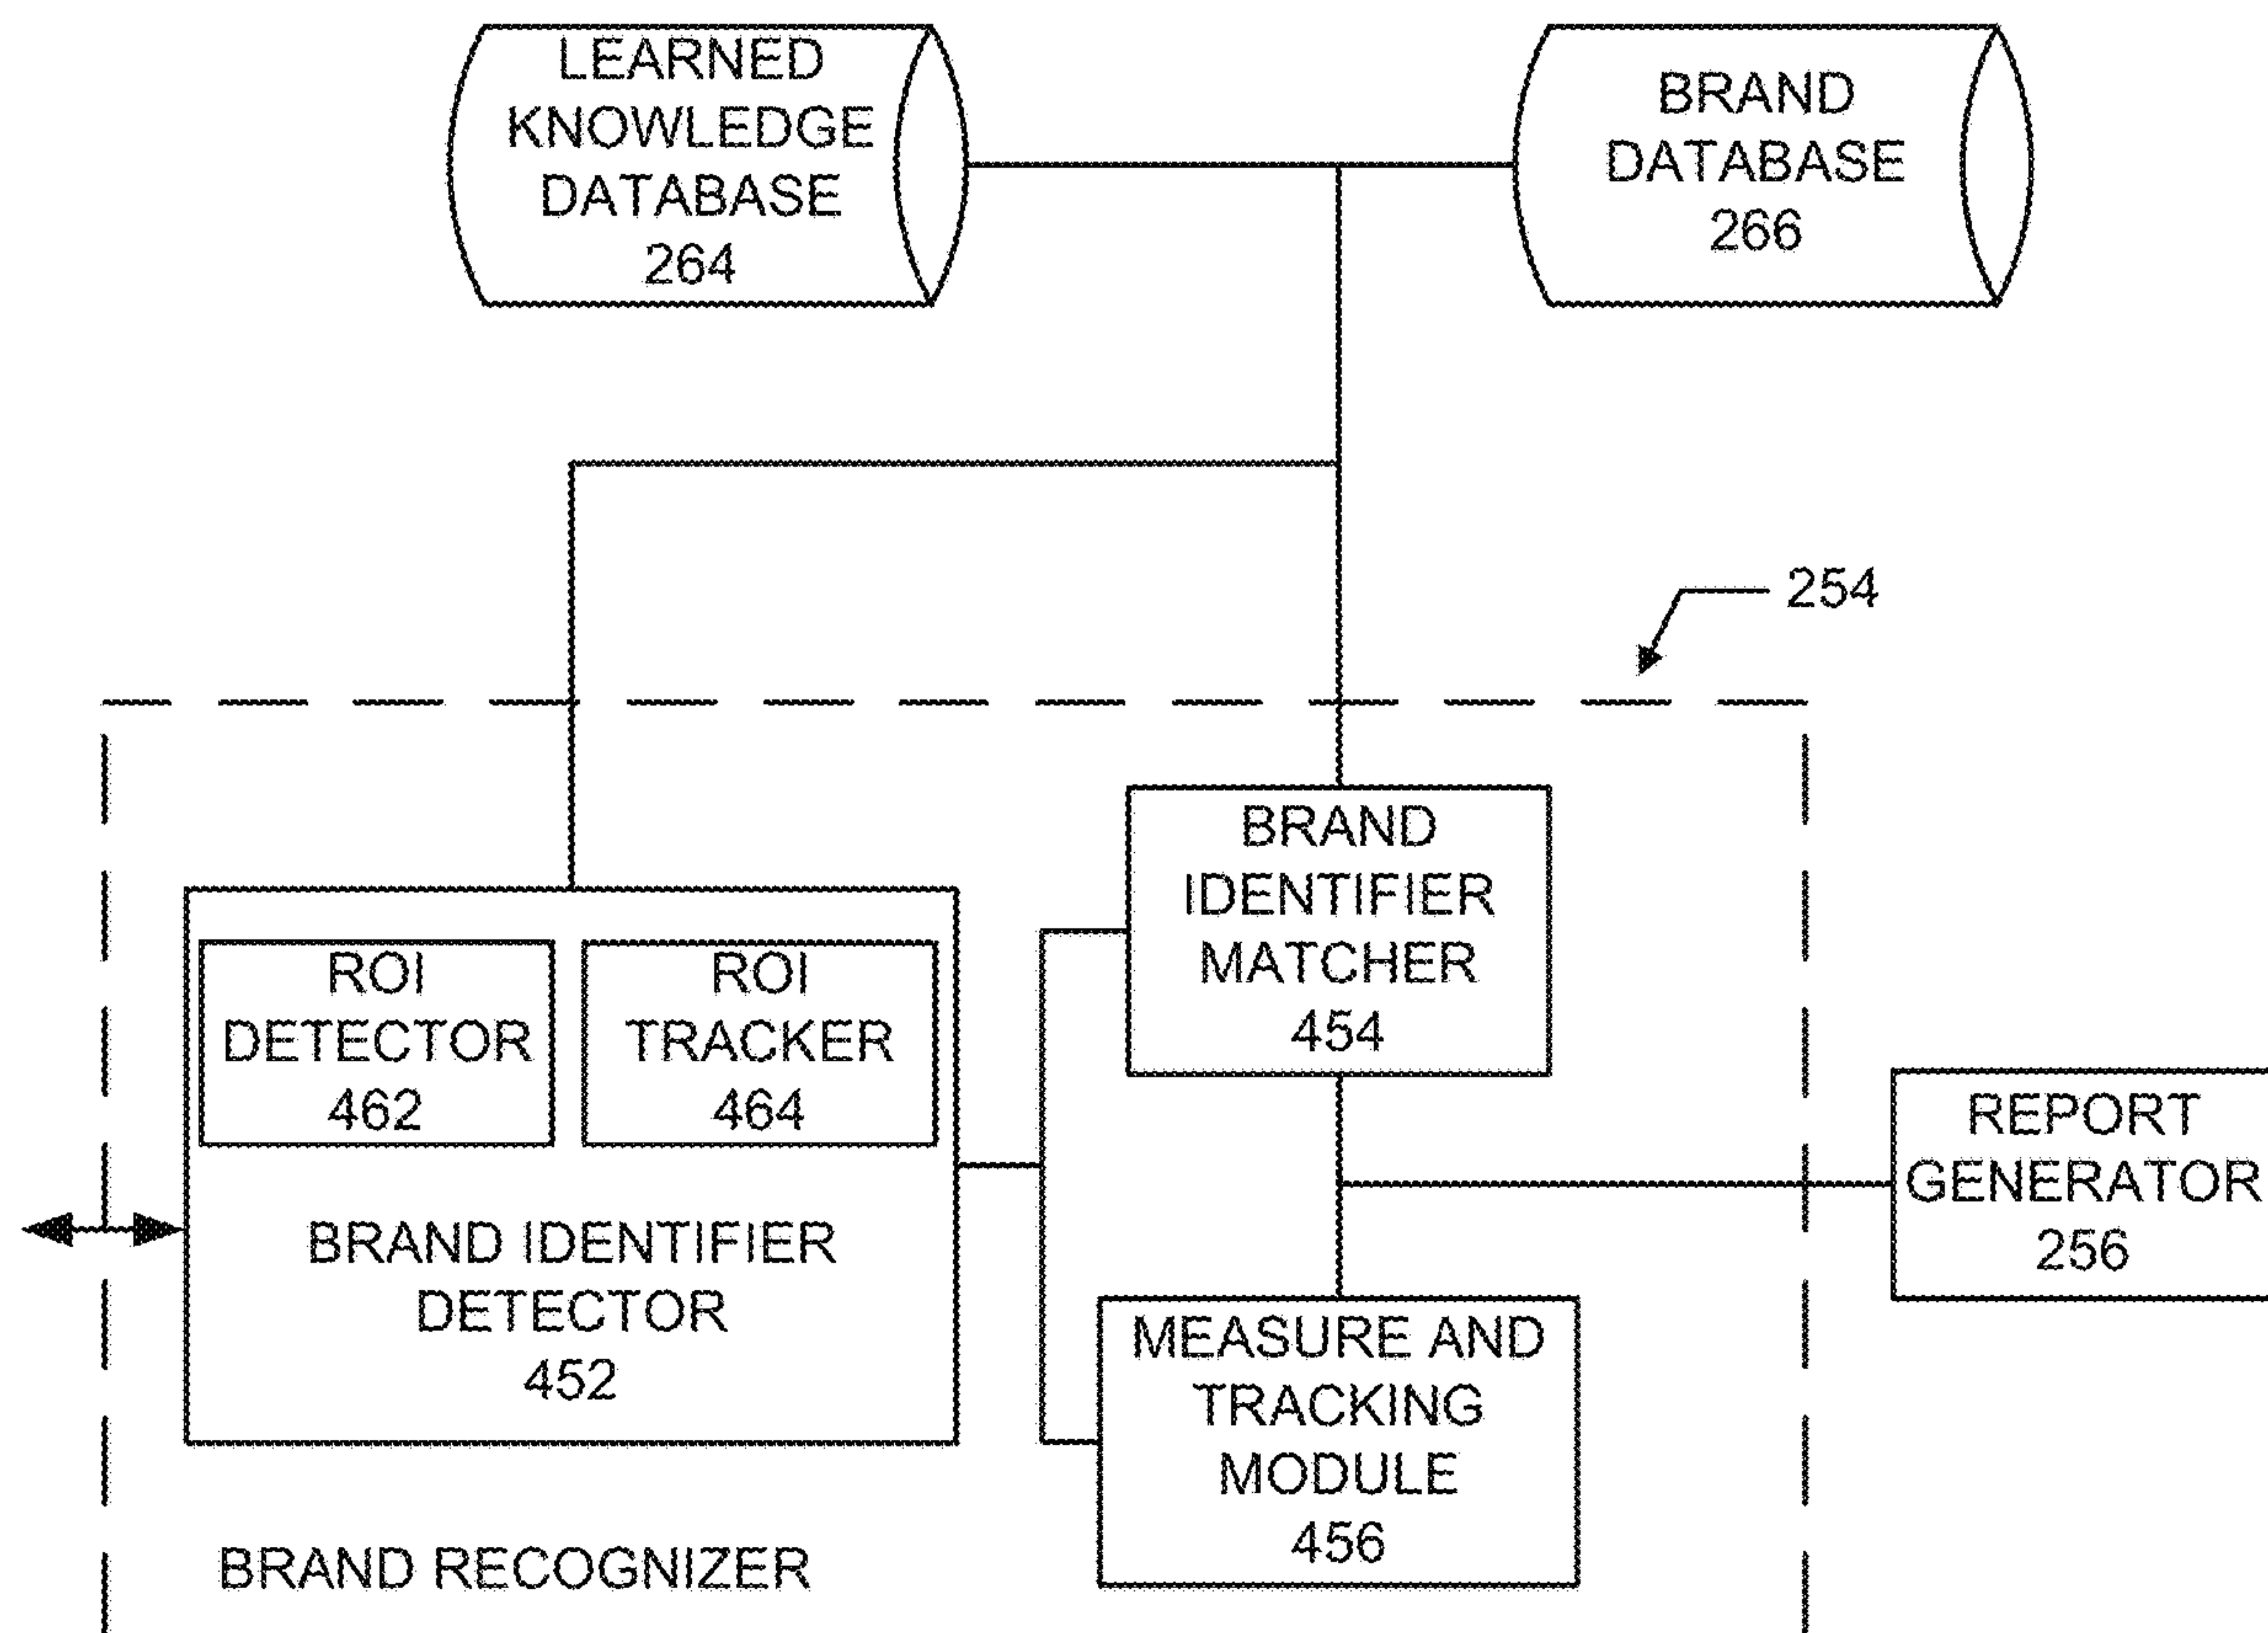 LEARNED
KNOWLEDGE
DATABASE
264
BRAND
DATABASE
266
254
BRAND
IDENTIFIER
MATCHER
454
ROI
DETECTOR
462
ROI
TRACKER
464
BRAND IDENTIFIER
DETECTOR
452
REPORT
GENERATOR
256
MEASURE AND
TRACKING
MODULE
456
BRAND RECOGNIZER